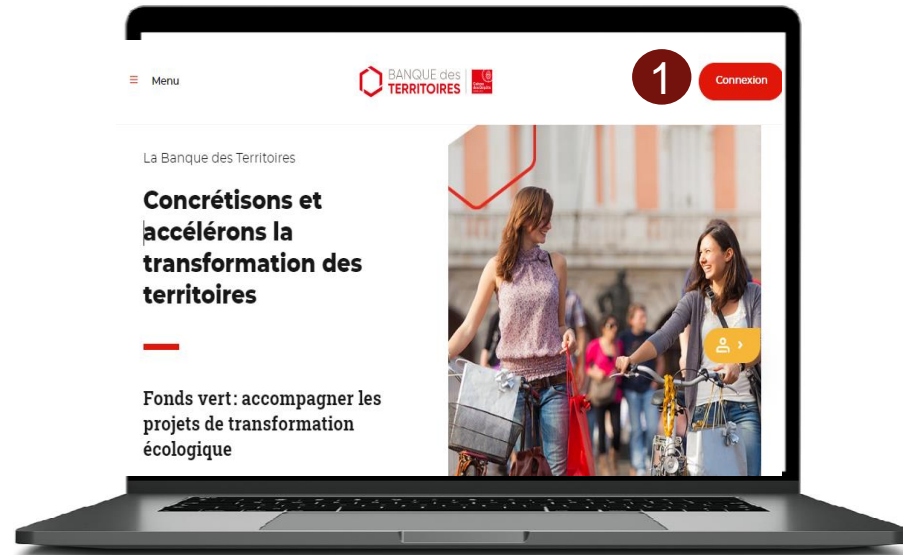 Menu
BANQUE des
TERRITOIRES
1
Connexion
La Banque des Territoires
Concrétisons et
accélérons la
transformation des
territoires
Fonds vert : accompagner les
projets de transformation
écologique